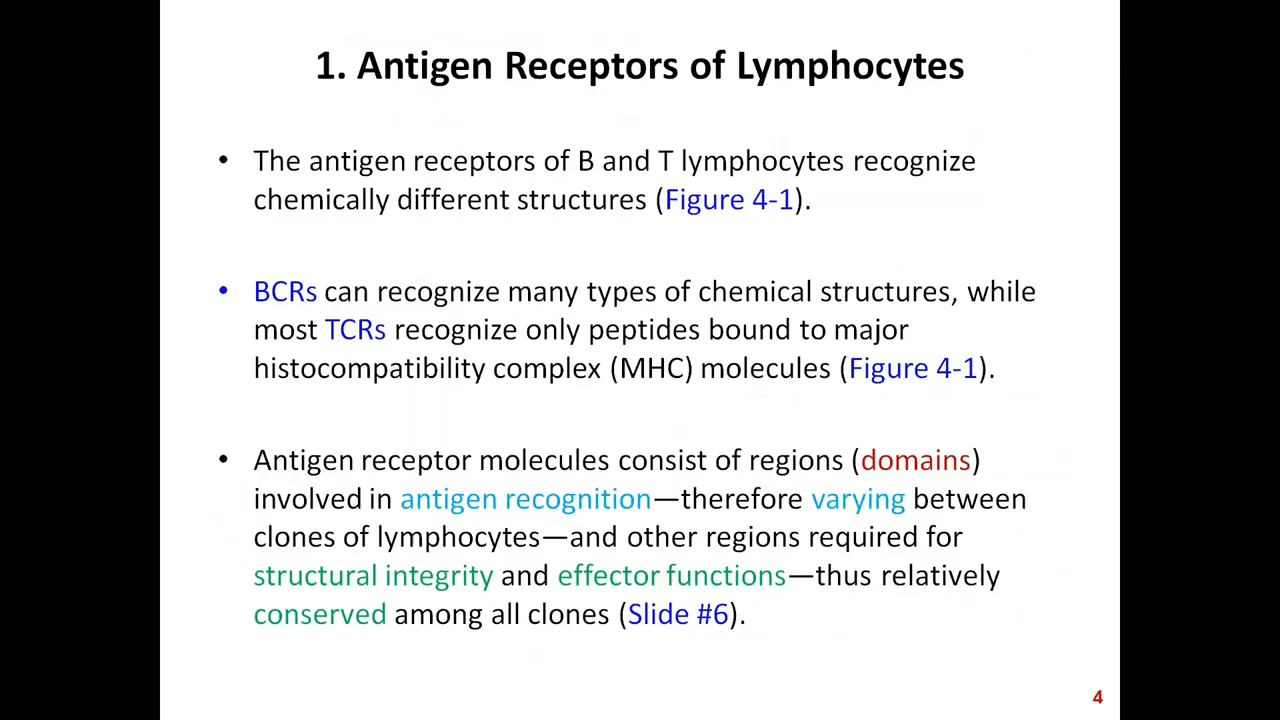 1. Antigen Receptors of Lymphocytes
• The antigen receptors of B and T lymphocytes recognize
chemically different structures (Figure 4-1).
• BCRs can recognize many types of chemical structures, while
most TCRs recognize only peptides bound to major
histocompatibility complex (MHC) molecules (Figure 4-1).
• Antigen receptor molecules consist of regions (domains)
involved in antigen recognition—therefore varying between
clones of lymphocytes—and other regions required for
structural integrity and effector functions—thus relatively
conserved among all clones (Slide #6).
4